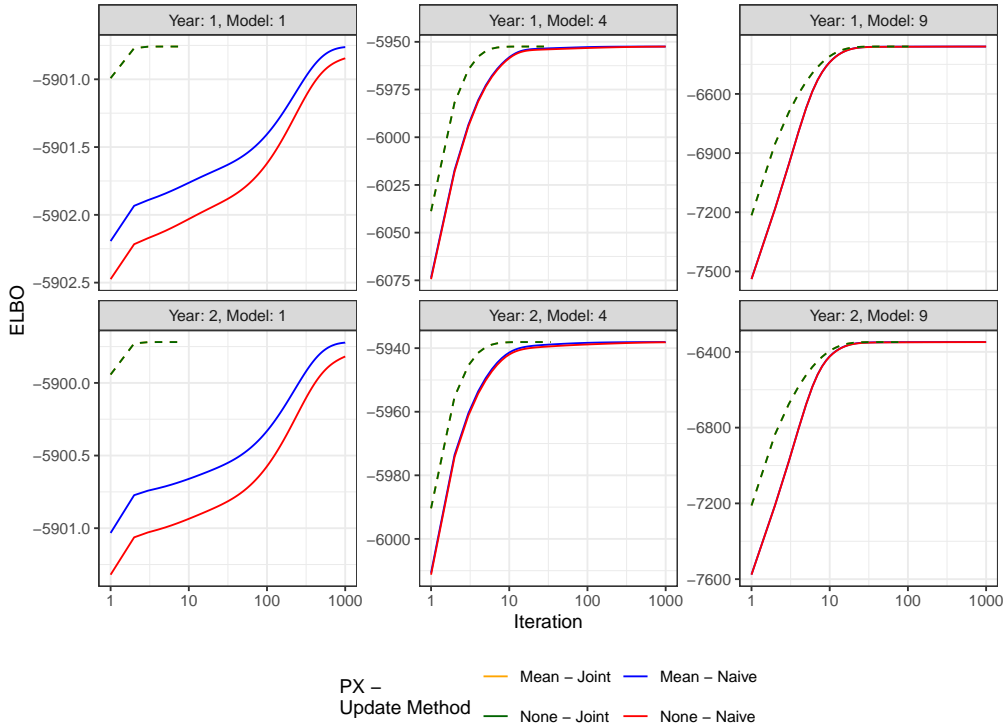 Year: 1, Model: 1
Year: 1, Model: 4
Year: 1, Model: 9
−5901.0
−5901.5
−5902.0
−5902.5
−5950
−5975
−6000
−6025
−6050
−6075
−6600
−6900
−7200
−7500
ELBO
Year: 2, Model: 1
Year: 2, Model: 4
Year: 2, Model: 9
−5900.0
−5900.5
−5901.0
−5940
−5960
−5980
−6000
−6400
−6800
−7200
−7600
1 10 100 1000
1 10 100 1000
1 10 100 1000
Iteration
PX −
Update Method
Mean − Joint
Mean − Naive
None − Joint
None − Naive